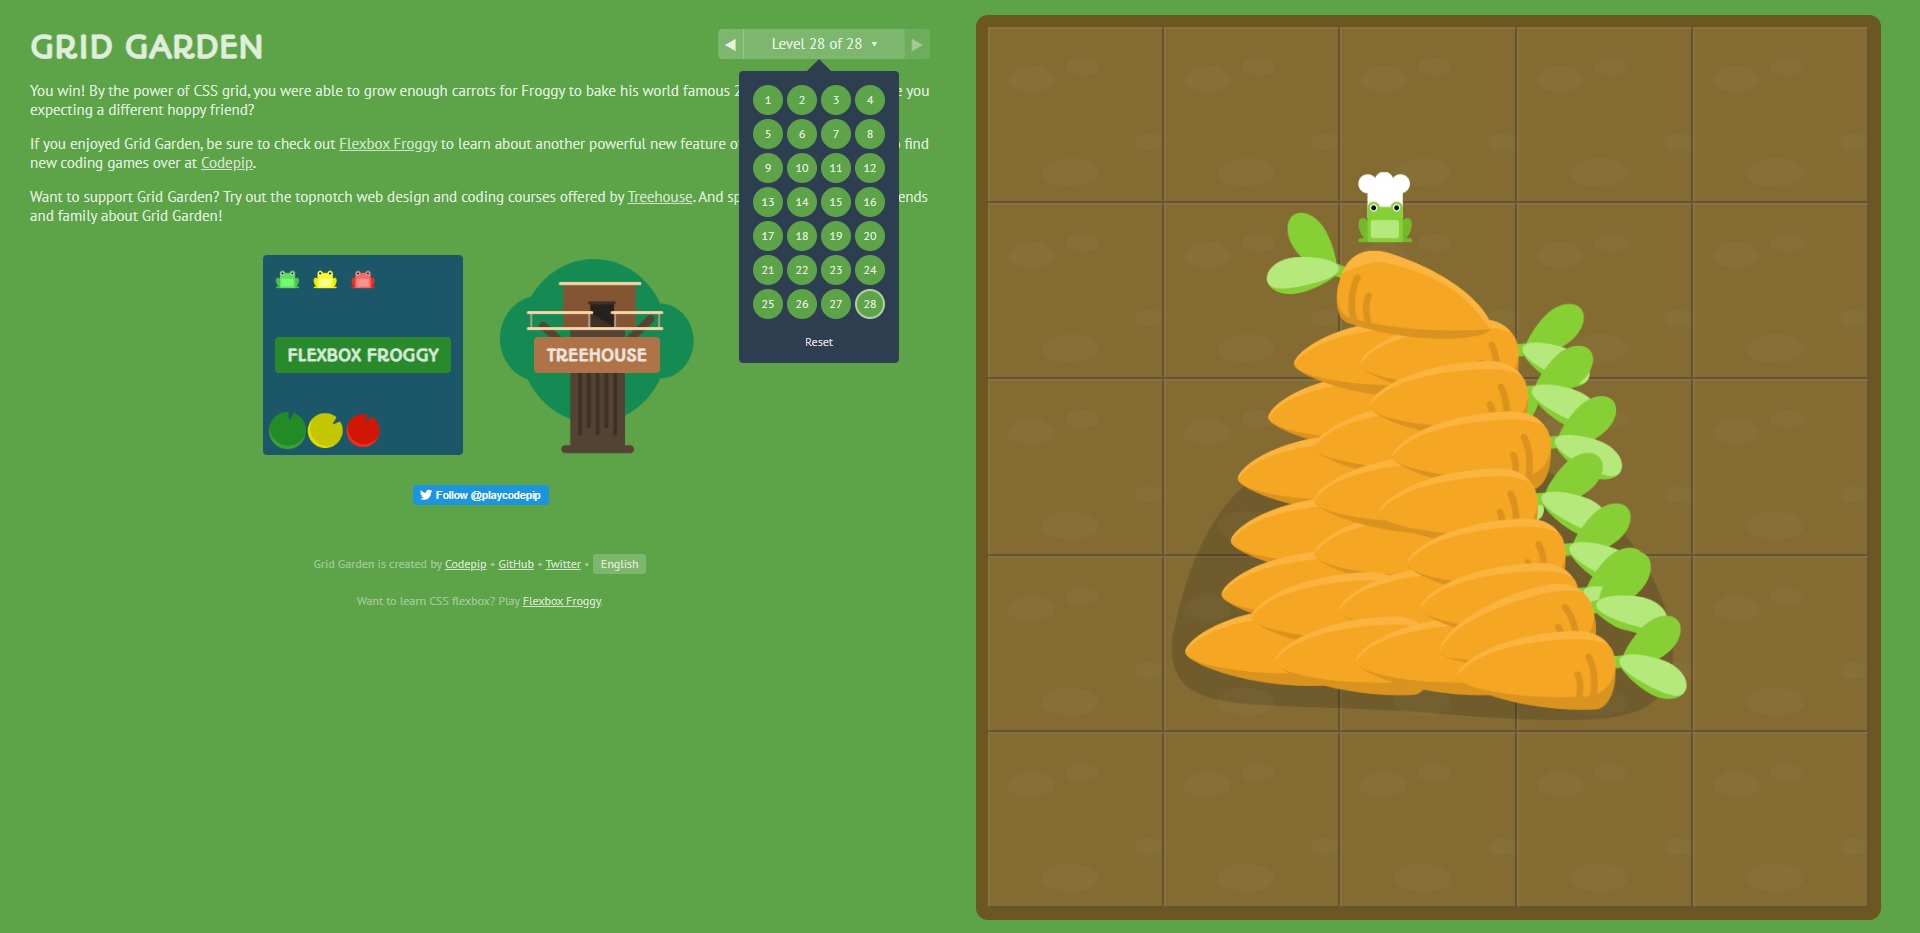 GRID GARDEN
Level 28 of 28
You win! By the power of CSS grid, you were able to grow enough carrots for Froggy to bake his world famous 2
you
expecting a different hoppy friend?
If you enjoyed Grid Garden, be sure to check out Flexbox Froggy to learn about another powerful new feature
find
new coding games over at Codepip.
Want to support Grid Garden? Try out the topnotch web design and coding courses offered by Treehouse. And
and family about Grid Garden!
1 2 3 4
5 6 7 8
9 10 11 12
13 14 15 16
17 18 19 20
21 22 23 24
25 26 27 28
Reset
FLEXBOX FROGGY
TREEHOUSE
Follow @playcodepip
Grid Garden is created by Codepip • GitHub • Twitter • English
Want to learn CSS flexbox? Play Flexbox Froggy.